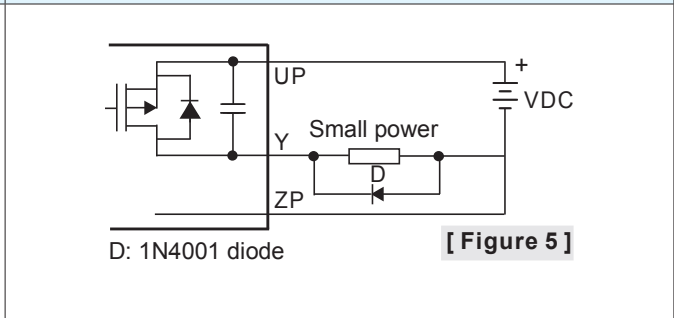 UP
+
VDC
Y
Small power
D
ZP
D: 1N4001 diode
[ Figure 5 ]